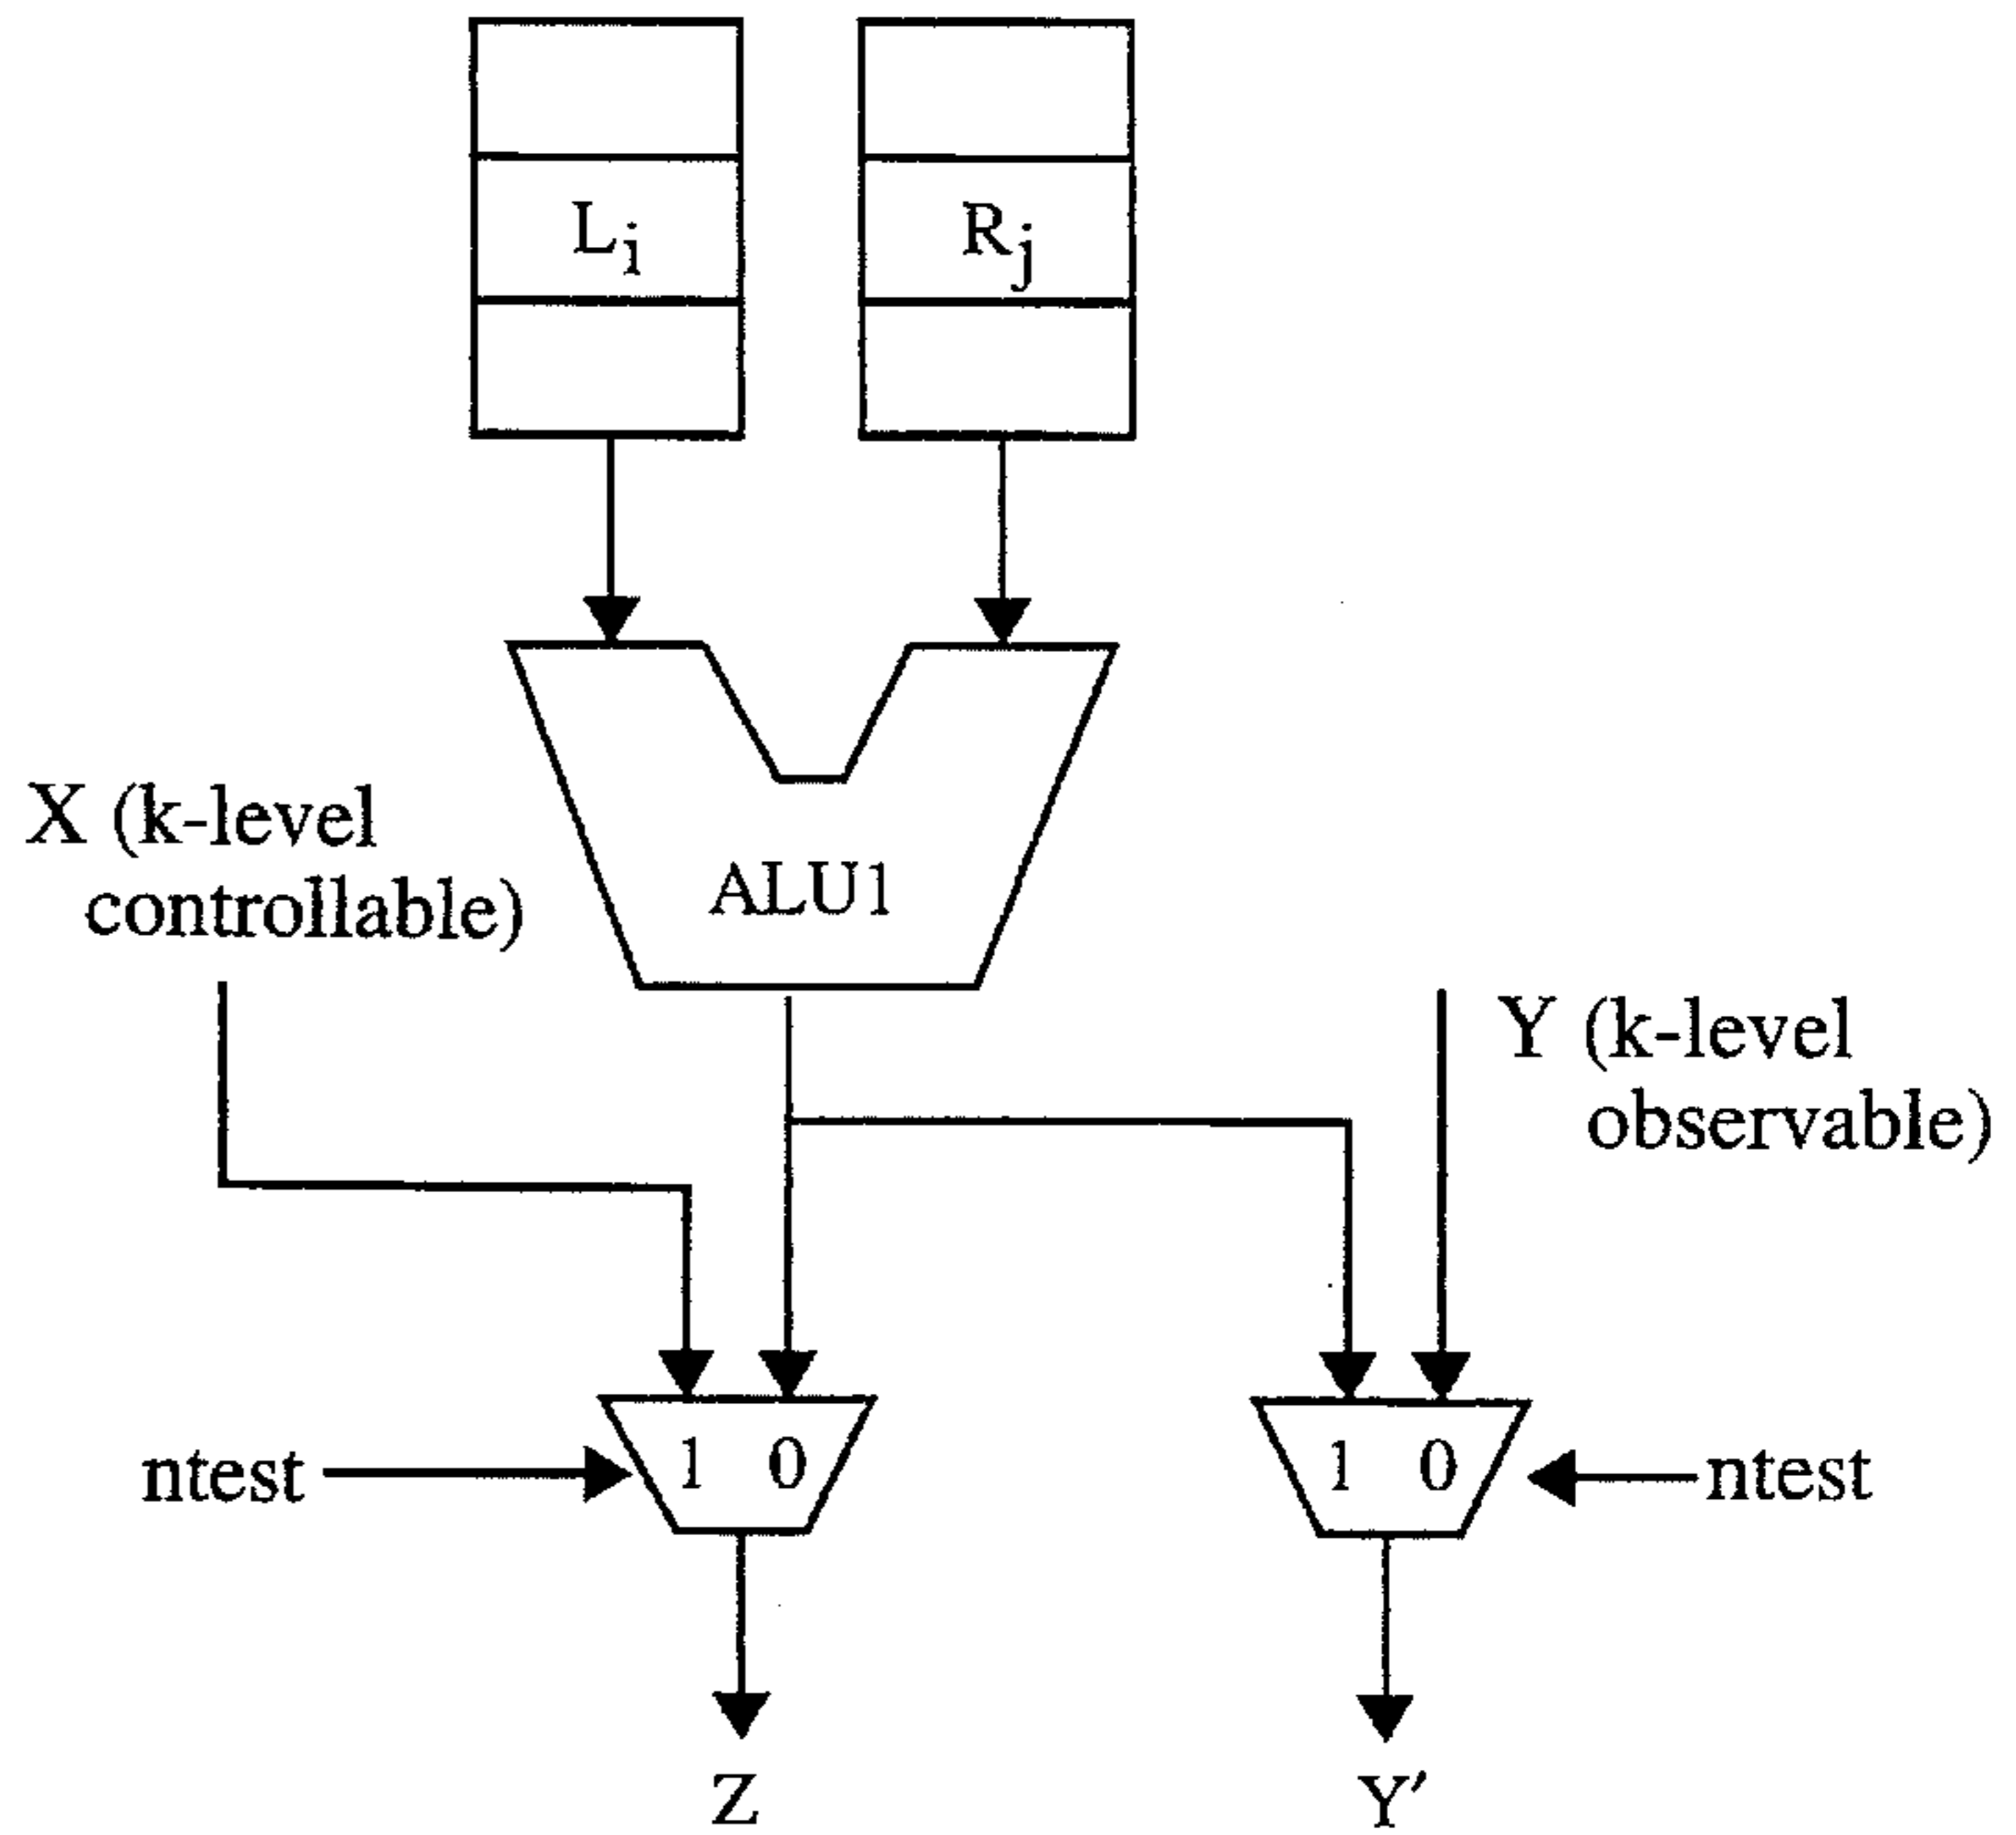 Li
Rj
X (k-level
controllable)
ALU1
Y (k-level
observable)
ntest
1 0
1 0
ntest
Z
Y'